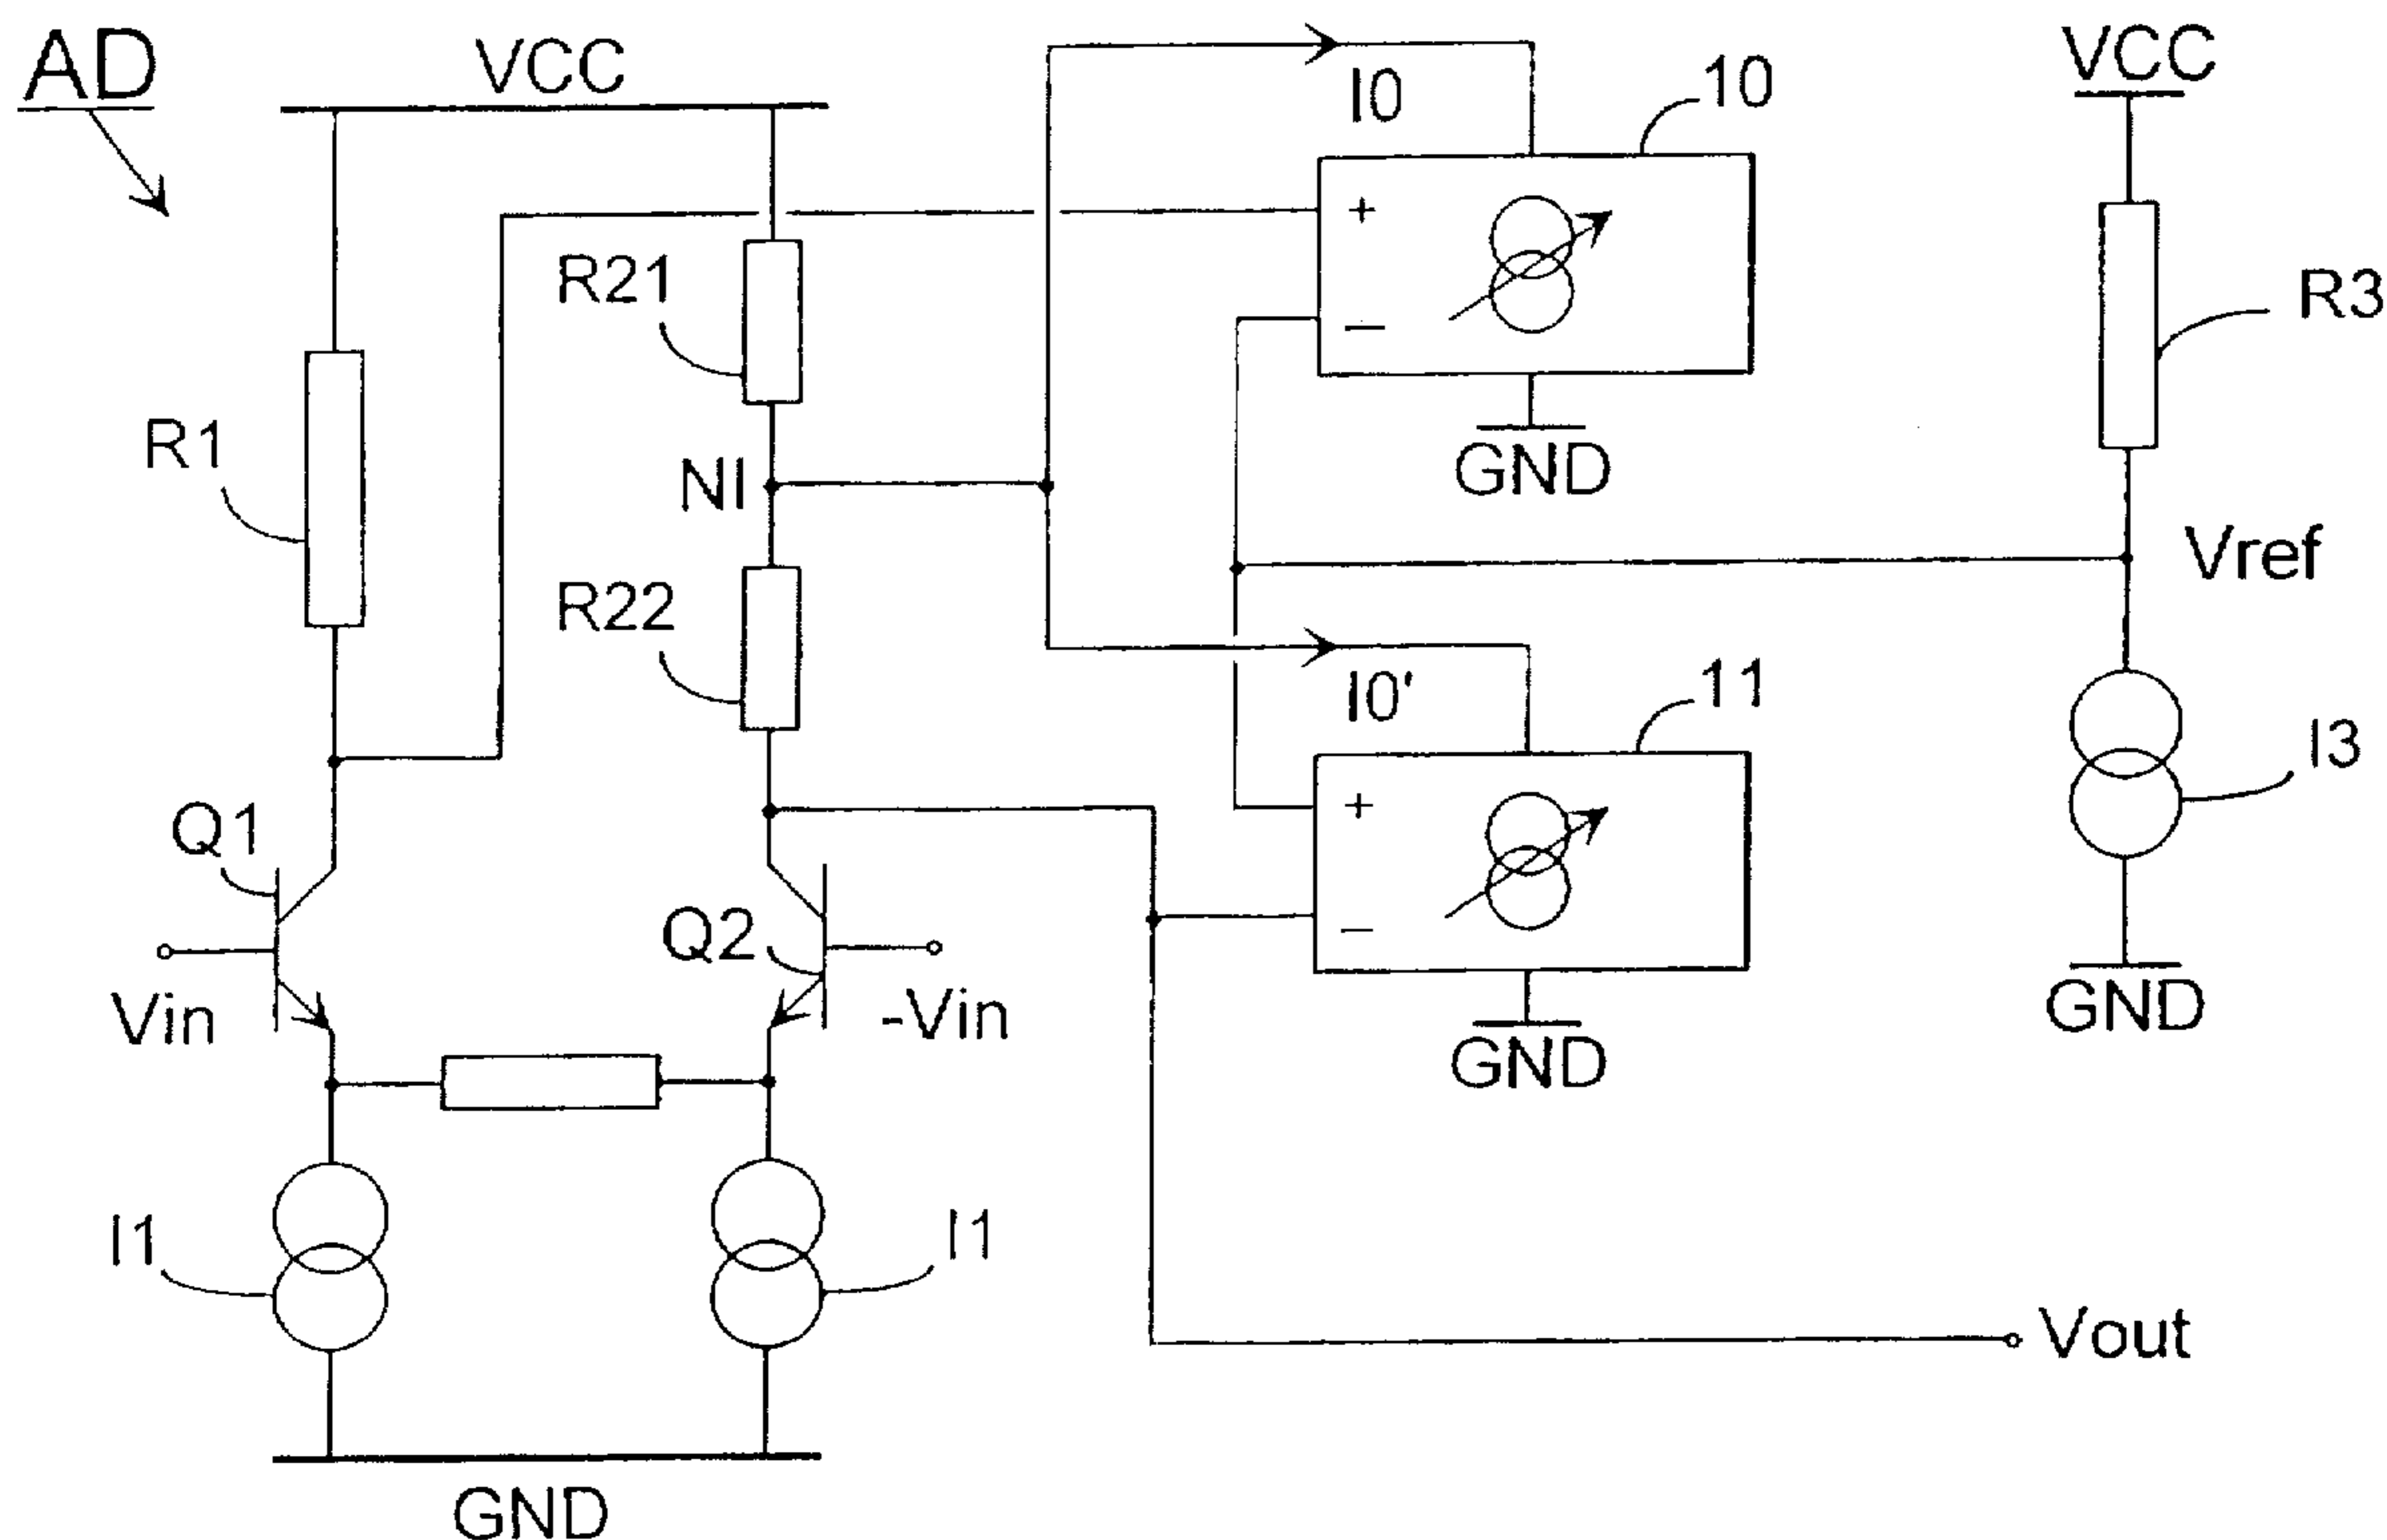 AD
VCC
I0
10
VCC
+
R21
R3
−
R1
NI
GND
Vref
R22
11
I0'
I3
Q1
+
Q2
−
Vin
-Vin
GND
GND
I1
I1
Vout
GND